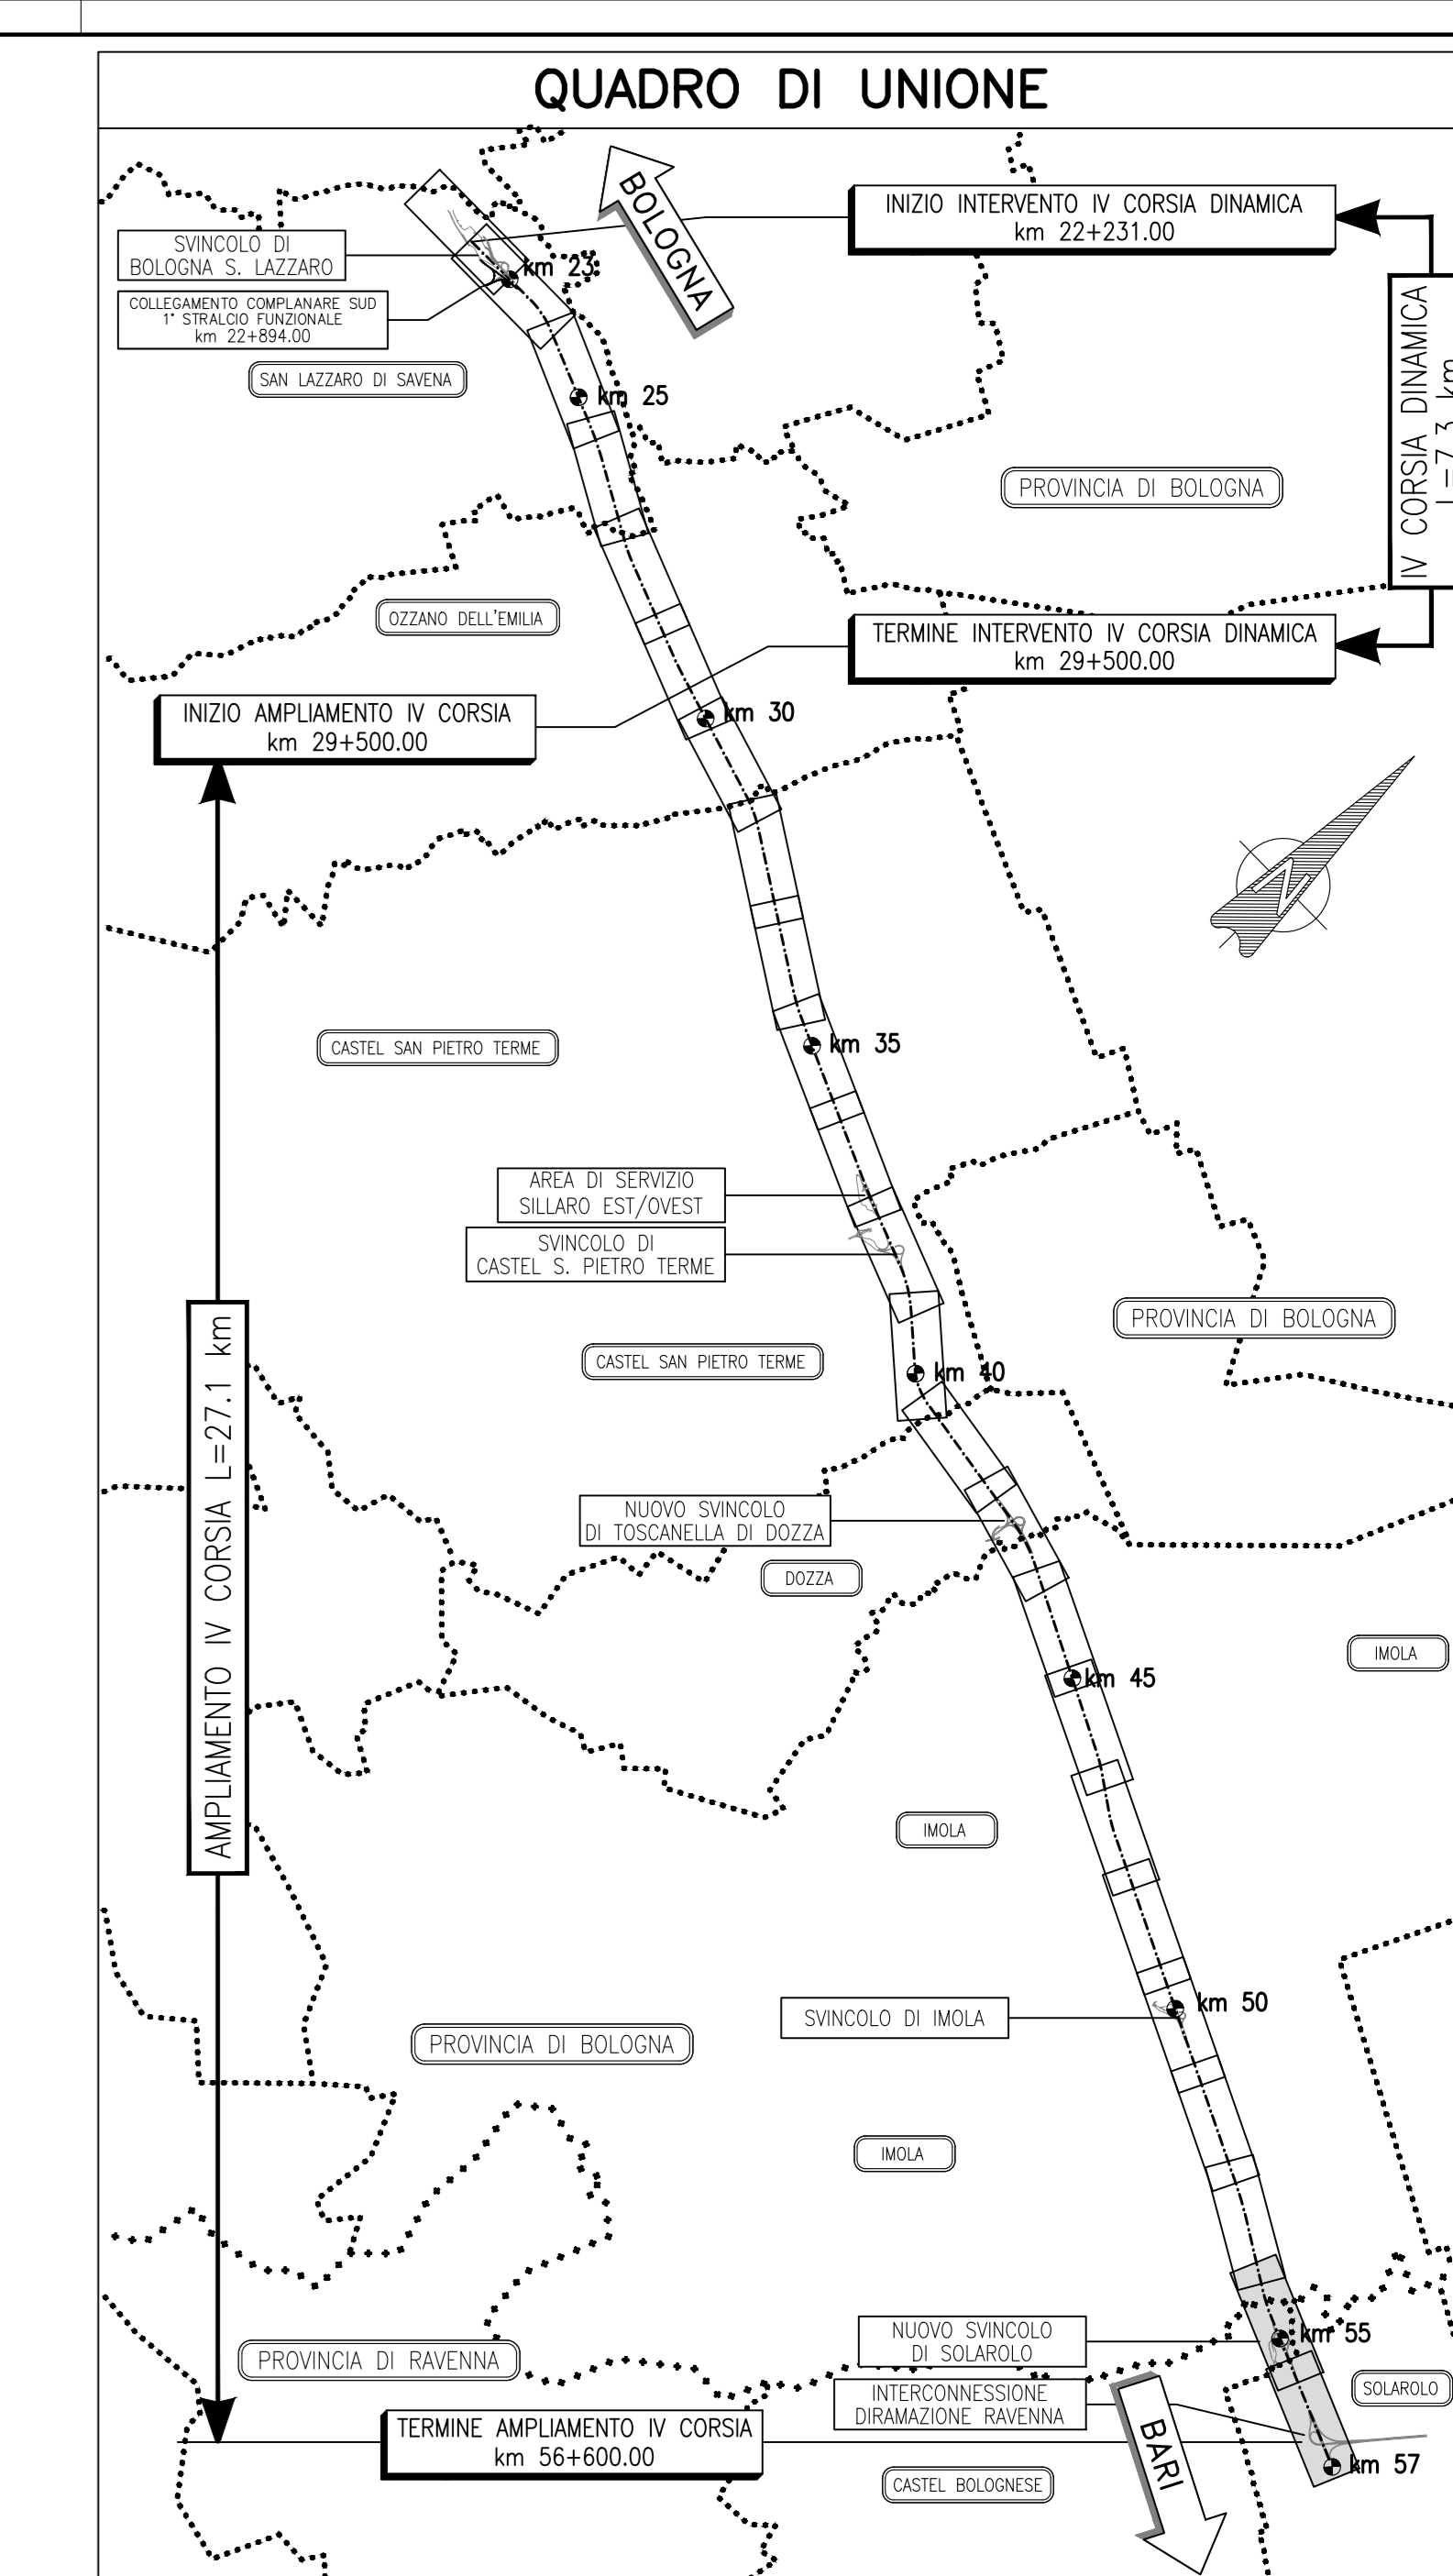 QUADRO DI UNIONE
BOLOGNA
INIZIO INTERVENTO IV CORSIA DINAMICA
km 22+231.00
SVINCOLO DI
BOLOGNA S. LAZZARO
km 23
COLLEGAMENTO COMPLANARE SUD
1° STRALCIO FUNZIONALE
km 22+894.00
IV CORSIA DINAMICA
L=7.3 km
SAN LAZZARO DI SAVENA
km 25
PROVINCIA DI BOLOGNA
OZZANO DELL'EMILIA
TERMINE INTERVENTO IV CORSIA DINAMICA
km 29+500.00
INIZIO AMPLIAMENTO IV CORSIA
km 29+500.00
km 30
N
CASTEL SAN PIETRO TERME
km 35
AREA DI SERVIZIO
SILLARO EST/OVEST
SVINCOLO DI
CASTEL S. PIETRO TERME
PROVINCIA DI BOLOGNA
CASTEL SAN PIETRO TERME
km 40
AMPLIAMENTO IV CORSIA L=27.1 km
NUOVO SVINCOLO
DI TOSCANELLA DI DOZZA
DOZZA
IMOLA
km 45
IMOLA
km 50
SVINCOLO DI IMOLA
PROVINCIA DI BOLOGNA
IMOLA
NUOVO SVINCOLO
DI SOLAROLO
km 55
PROVINCIA DI RAVENNA
SOLAROLO
INTERCONNESSIONE
DIRAMAZIONE RAVENNA
TERMINE AMPLIAMENTO IV CORSIA
km 56+600.00
BARI
km 57
CASTEL BOLOGNESE